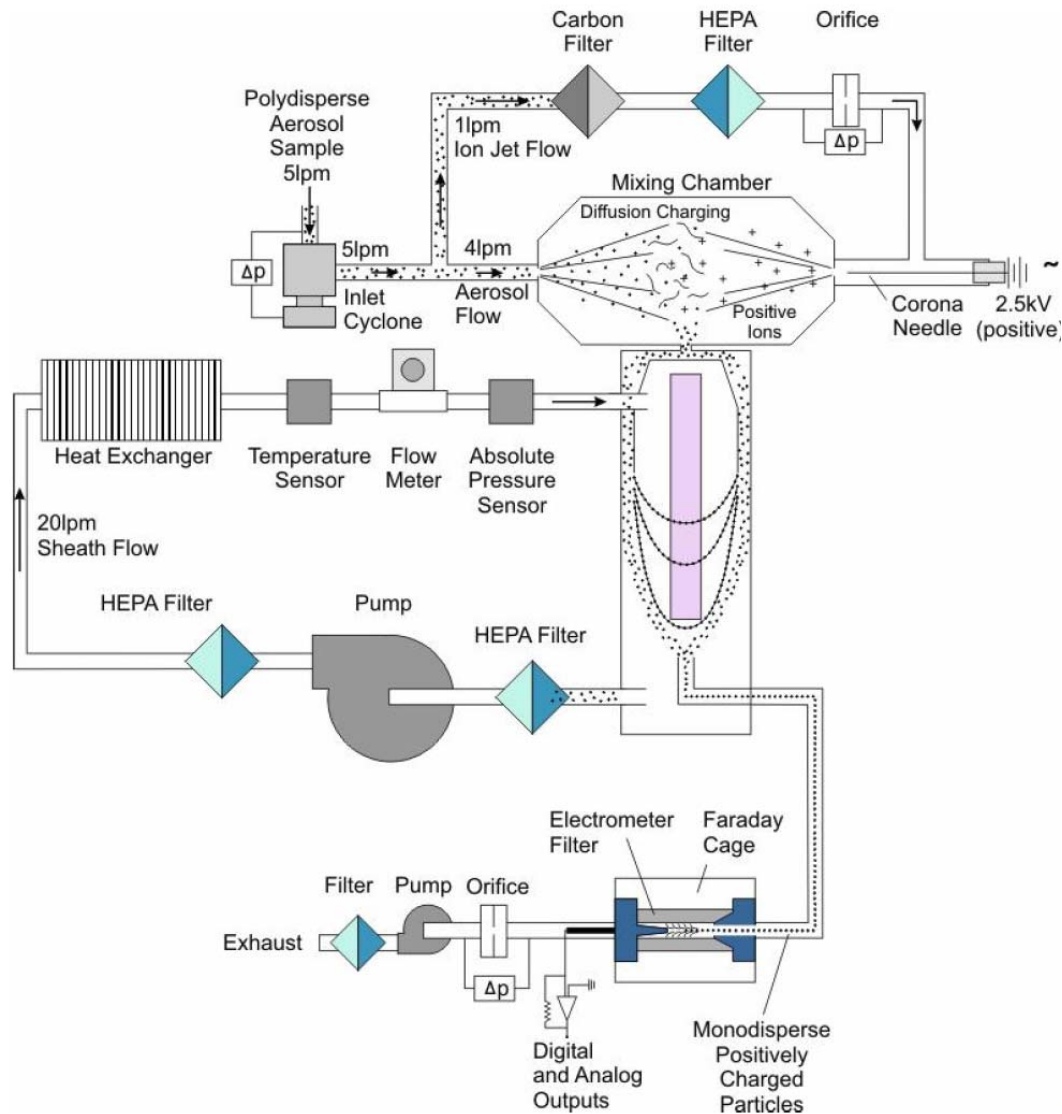 Carbon
Filter
HEPA
Filter
Orifice
Polydisperse
Aerosol
Sample
5lpm
1lpm
Ion Jet Flow
Δp
Mixing Chamber
Diffusion Charging
Δp
5lpm
4lpm
Inlet
Cyclone
Aerosol
Flow
Positive
Ions
Corona
Needle
2.5kV
(positive)
~
Heat Exchanger
Temperature
Sensor
Flow
Meter
Absolute
Pressure
Sensor
20lpm
Sheath Flow
HEPA Filter
Pump
HEPA Filter
Electrometer
Filter
Faraday
Cage
Filter
Pump
Orifice
Exhaust
Δp
Digital
and Analog
Outputs
Monodisperse
Positively
Charged
Particles